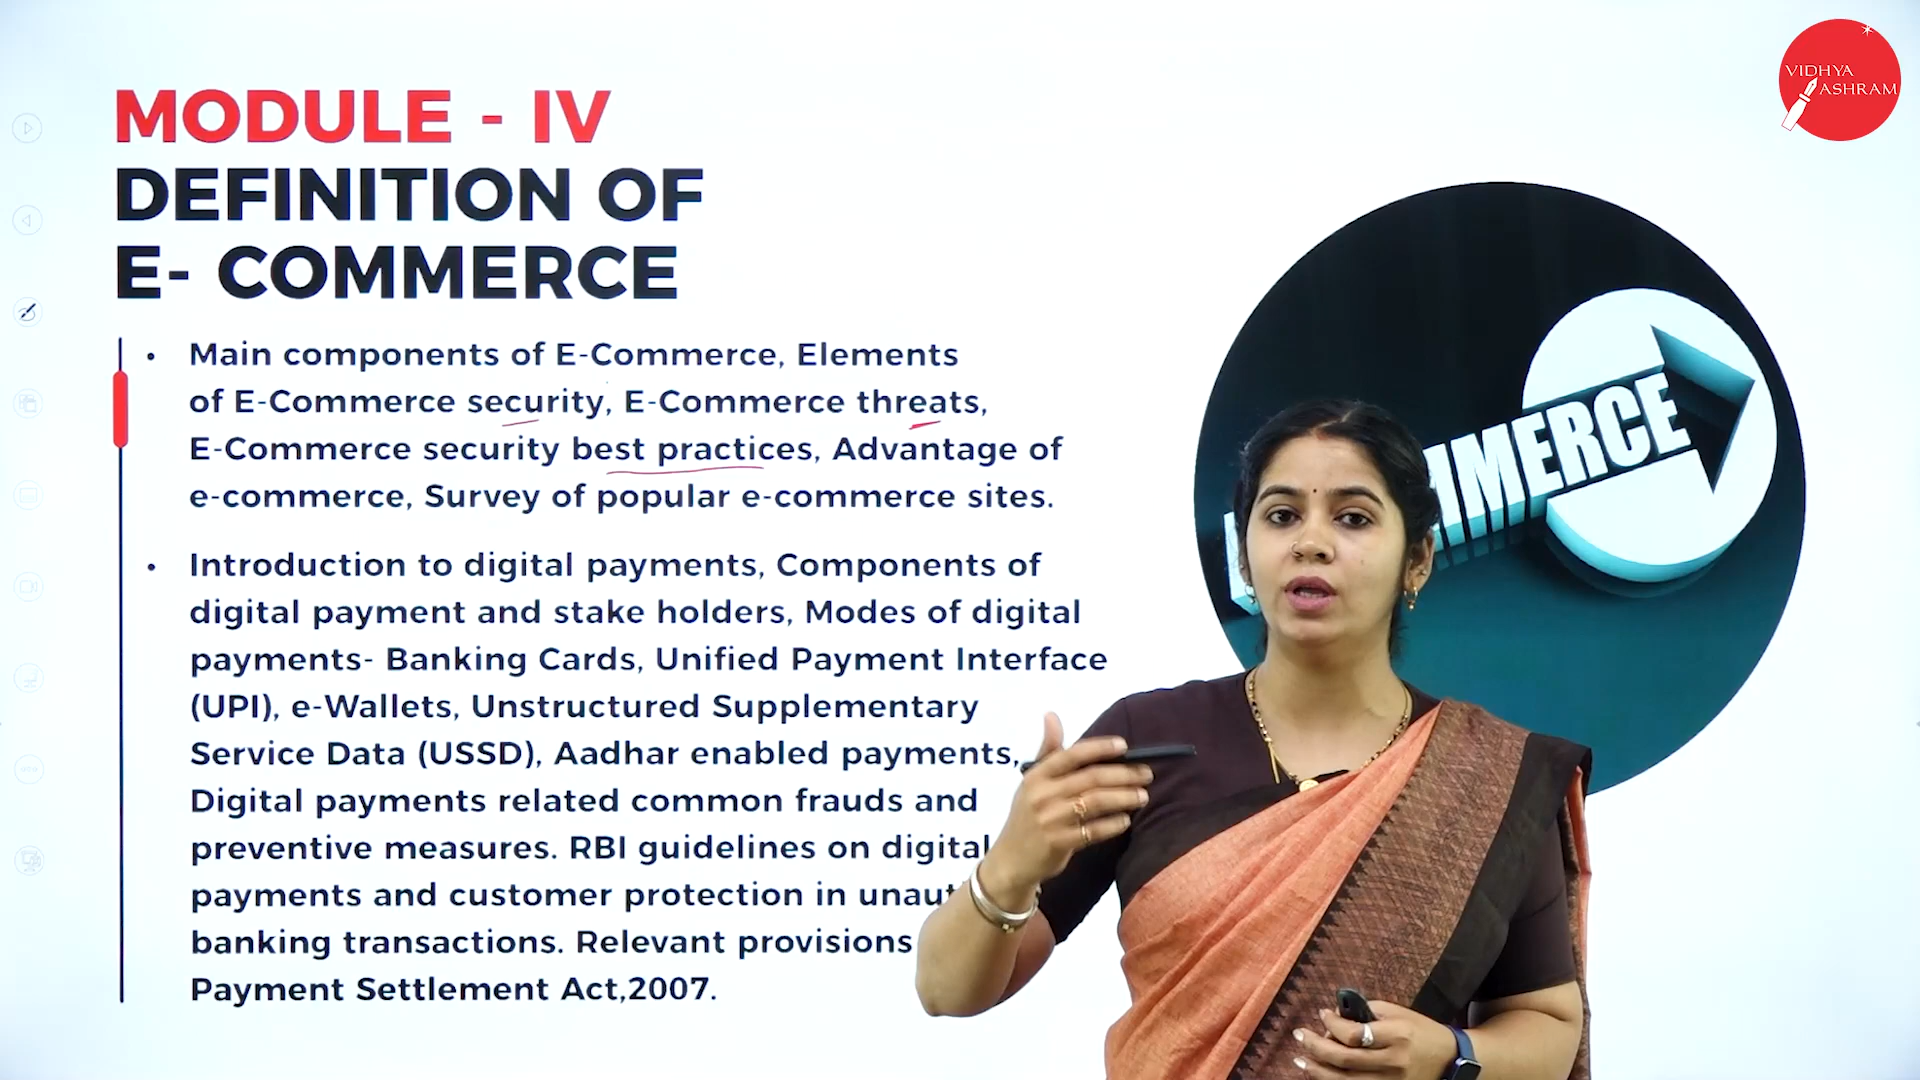 MODULE - IV
DEFINITION OF
E- COMMERCE
• Main components of E-Commerce, Elements
of E-Commerce security, E-Commerce threats,
E-Commerce security best practices, Advantage of
e-commerce, Survey of popular e-commerce sites.
• Introduction to digital payments, Components of
digital payment and stake holders, Modes of digital
payments- Banking Cards, Unified Payment Interface
(UPI), e-Wallets, Unstructured Supplementary
Service Data (USSD), Aadhar enabled payments,
Digital payments related common frauds and
preventive measures. RBI guidelines on digital
payments and customer protection in
banking transactions. Relevant provisions
Payment Settlement Act,2007.
VIDHYA
ASHRAM